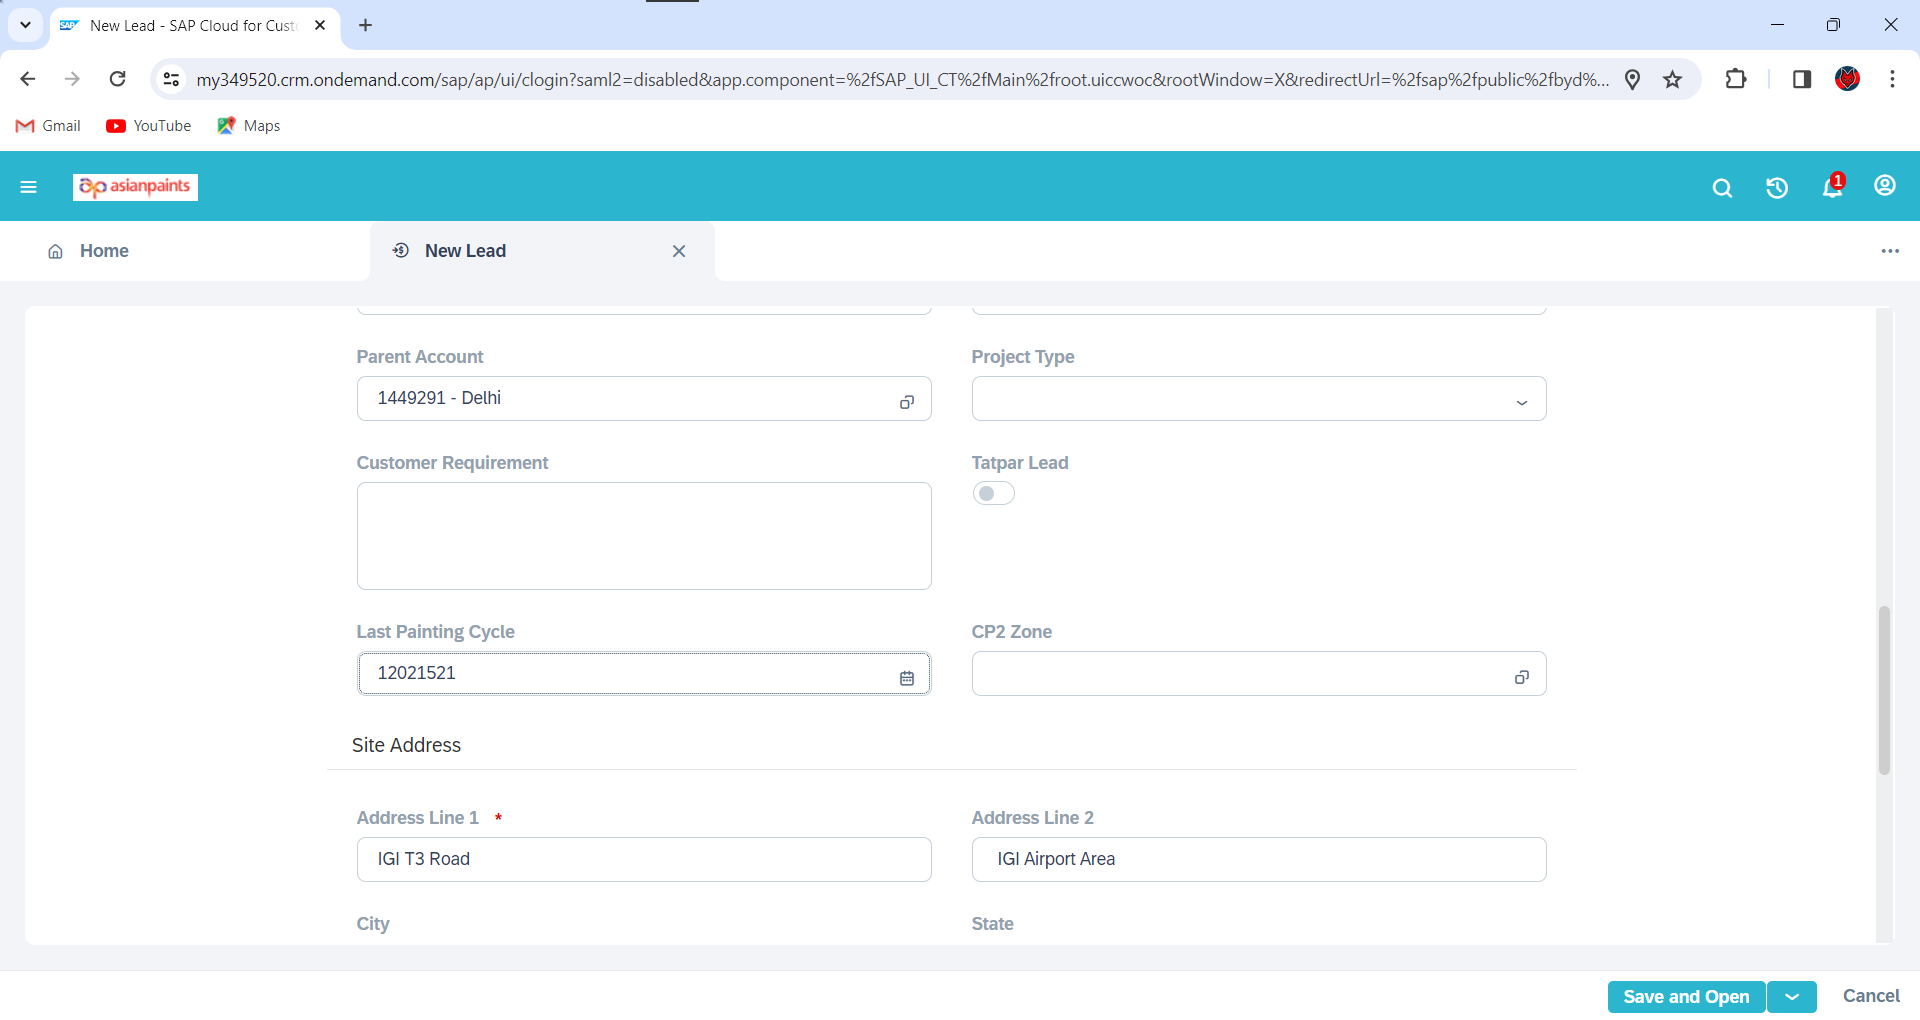 New Lead - SAP Cloud for Cust
my349520.crm.ondemand.com/sap/ap/ui/clogin?saml2=disabled&app.component=%2fSAP_UI_CT%2fMain%2froot.uiccwoc&rootWindow=X&redirectUrl=%2fsap%2fpublic%2fbyd%...
Gmail YouTube Maps
asianpaints
1
Home New Lead
Parent Account Project Type
1449291 - Delhi
Customer Requirement Tatpar Lead
Last Painting Cycle CP2 Zone
12021521
Site Address
Address Line 1 * Address Line 2
IGI T3 Road IGI Airport Area
City State
Save and Open Cancel